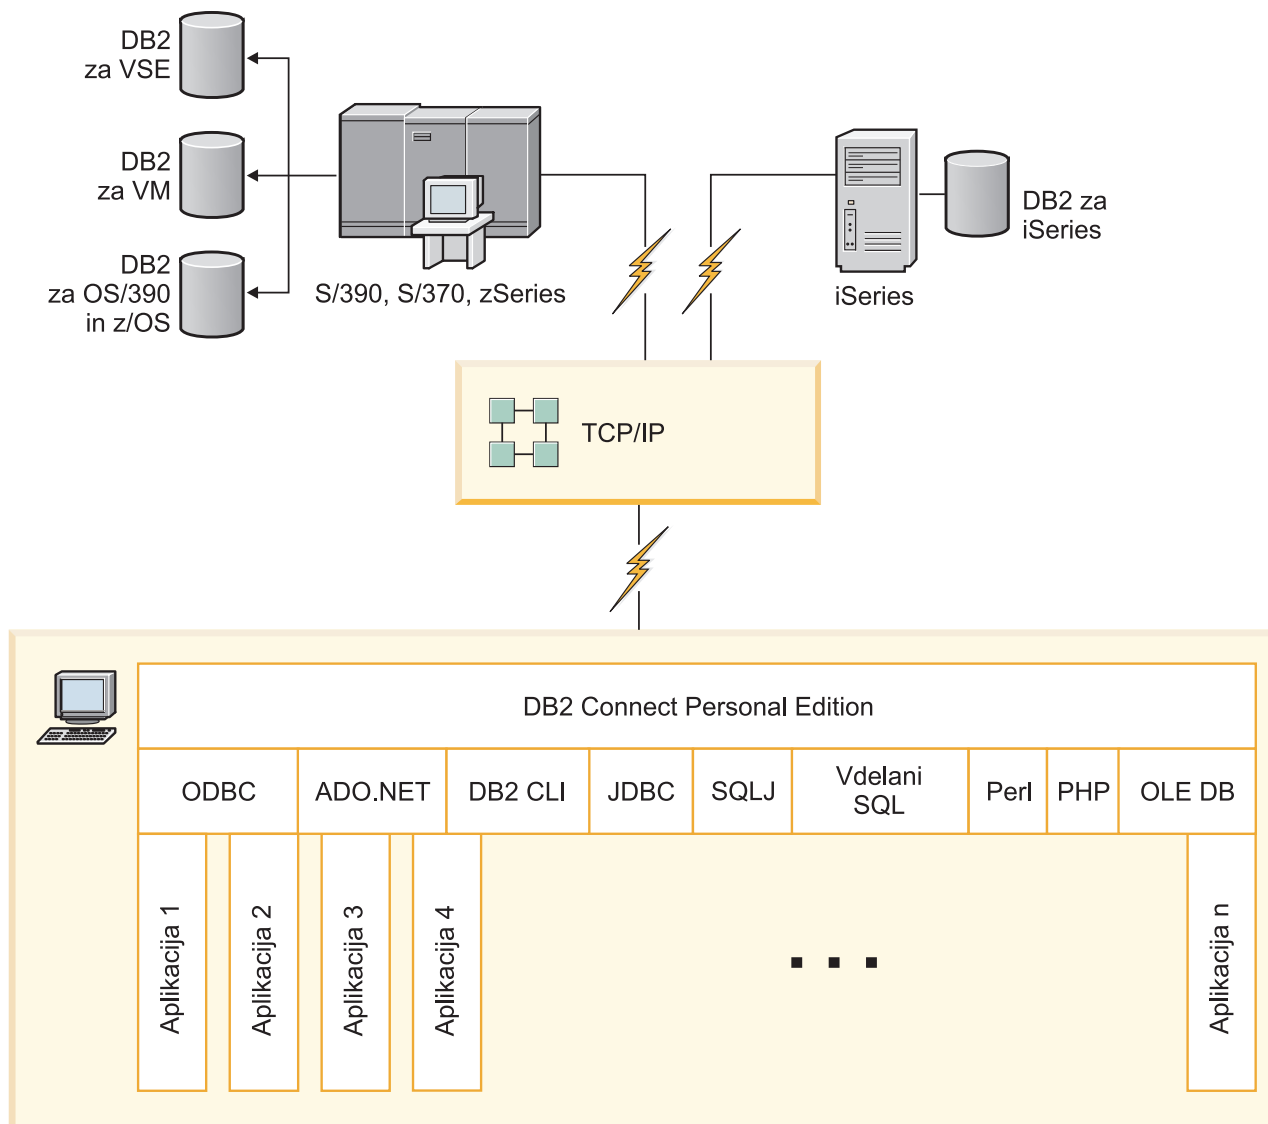 DB2
za VSE
DB2
za VM
DB2
za OS/390
in z/OS
S/390, S/370, zSeries
iSeries
DB2 za
iSeries
TCP/IP
DB2 Connect Personal Edition
ODBC
ADO.NET
DB2 CLI
JDBC
SQLJ
Vdelani
SQL
Perl
PHP
OLE DB
Aplikacija 1
Aplikacija 2
Aplikacija 3
Aplikacija 4
. . .
Aplikacija n